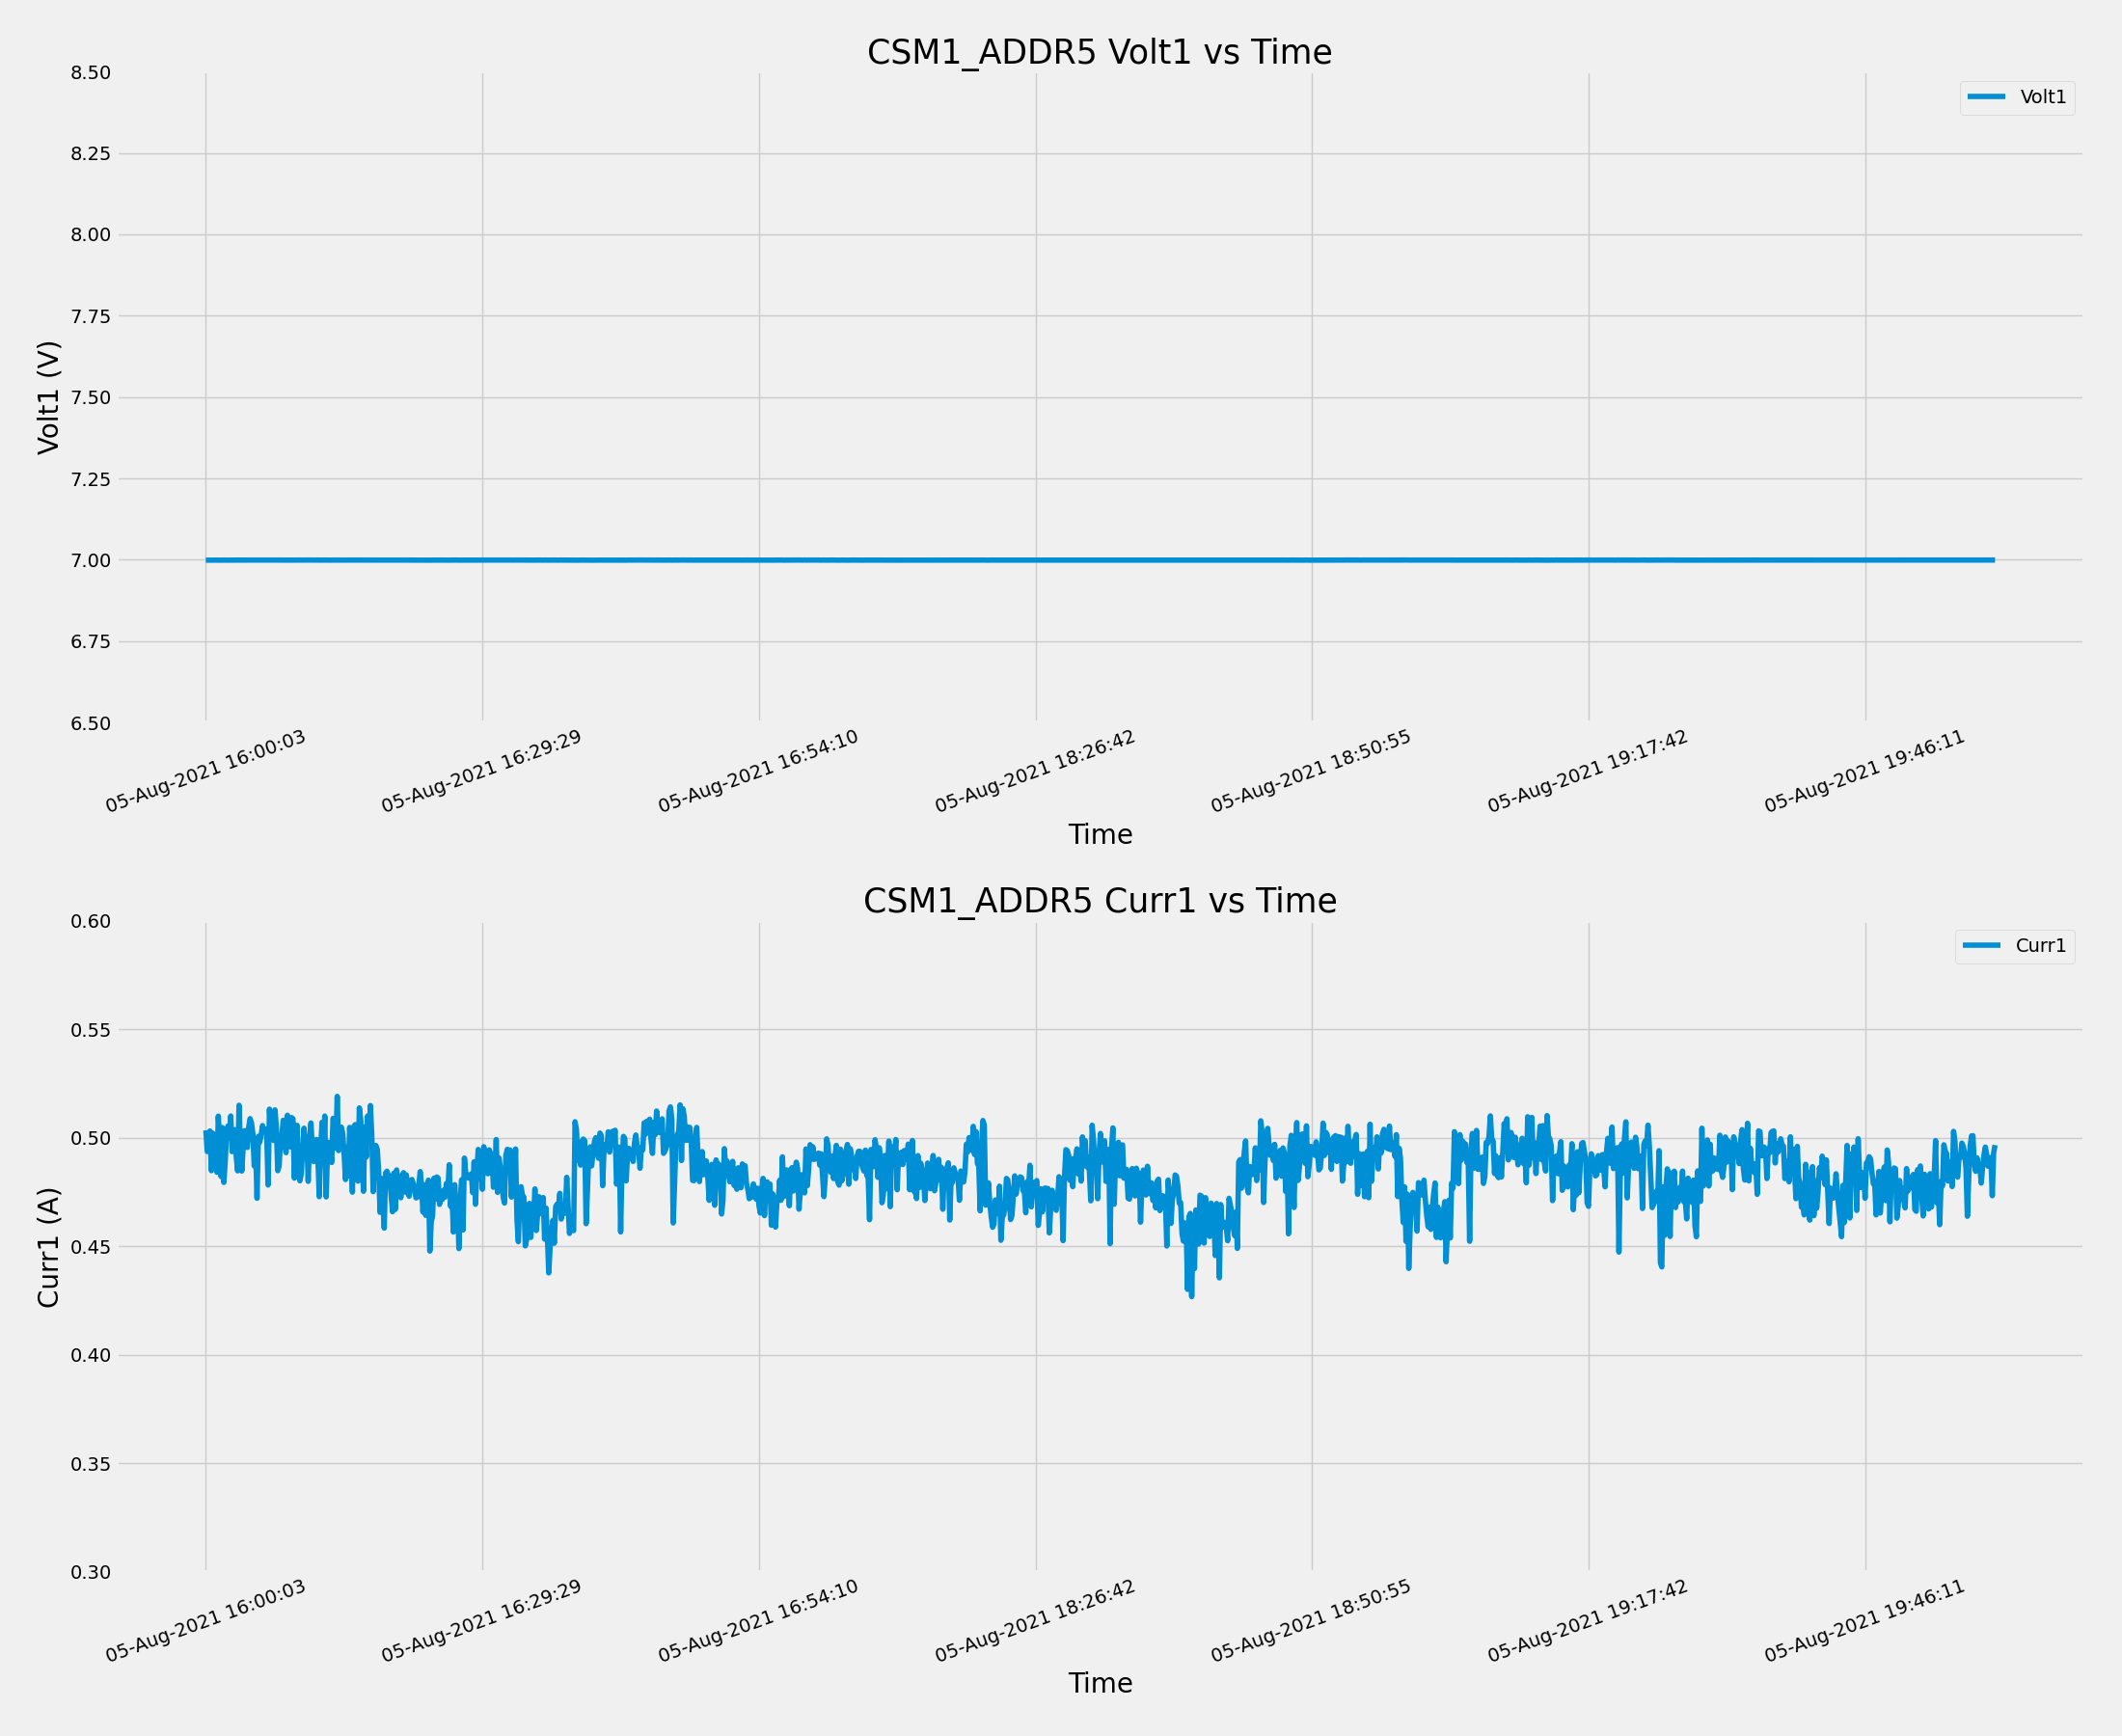 CSM1_ADDR5 Volt1 vs Time
8.50
Volt1
8.25
8.00
7.75
7.50
Volt1 (V)
7.25
7.00
6.75
6.50
05-Aug-2021 16:00:03
05-Aug-2021 16:29:29
05-Aug-2021 16:54:10
05-Aug-2021 18:26:42
05-Aug-2021 18:50:55
05-Aug-2021 19:17:42
05-Aug-2021 19:46:11
Time
CSM1_ADDR5 Curr1 vs Time
0.60
Curr1
0.55
0.50
0.45
Curr1 (A)
0.40
0.35
0.30
05-Aug-2021 16:00:03
05-Aug-2021 16:29:29
05-Aug-2021 16:54:10
05-Aug-2021 18:26:42
05-Aug-2021 18:50:55
05-Aug-2021 19:17:42
05-Aug-2021 19:46:11
Time